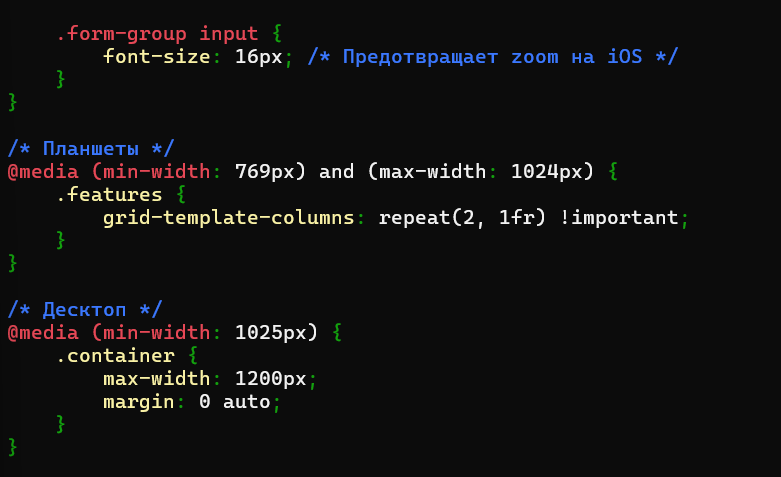 .form-group input {
        font-size: 16px; /* Предотвращает zoom на iOS */
    }
}

/* Планшеты */
@media (min-width: 769px) and (max-width: 1024px) {
    .features {
        grid-template-columns: repeat(2, 1fr) !important;
    }
}

/* Десктоп */
@media (min-width: 1025px) {
    .container {
        max-width: 1200px;
        margin: 0 auto;
    }
}